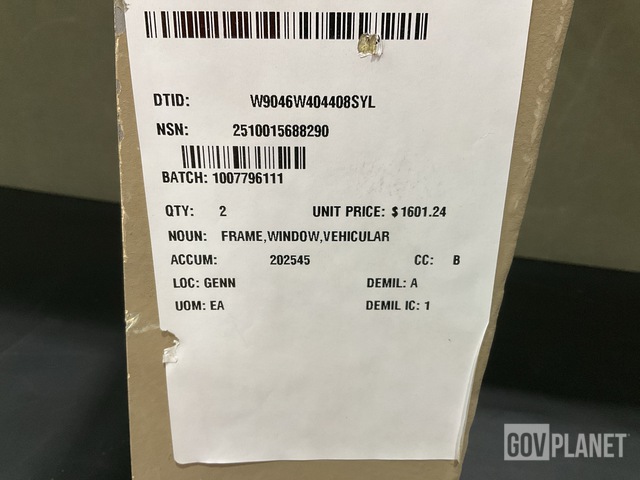 DTID: W9046W404408SYL
NSN: 2510015688290
BATCH: 1007796111
QTY: 2 UNIT PRICE: $1601.24
NOUN: FRAME,WINDOW,VEHICULAR
ACCUM: 202545 CC: B
LOC: GENN DEMIL: A
UOM: EA DEMIL IC: 1
GOVPLANET